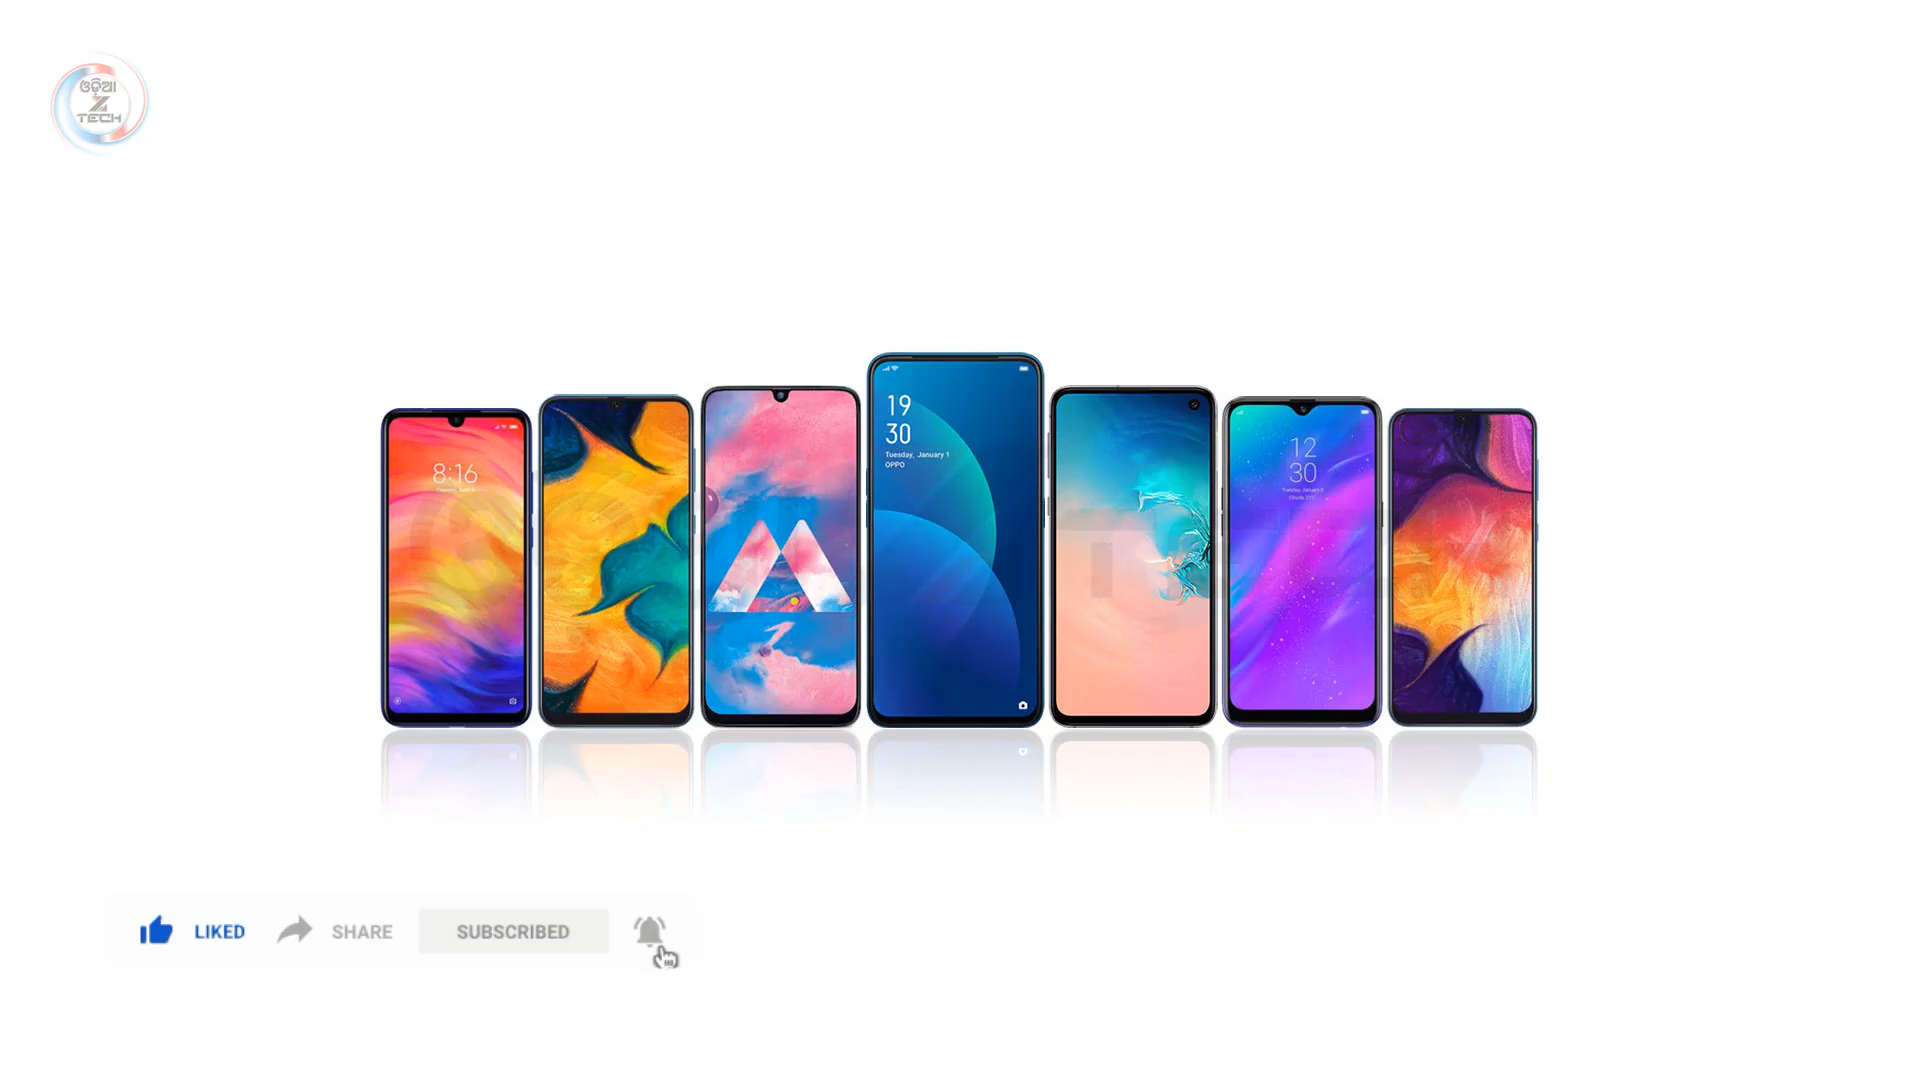 ଓଡ଼ିଆ
Z
TECH
8:16
19
30
Tuesday, January 1
OPPO
12
30
LIKED
SHARE
SUBSCRIBED